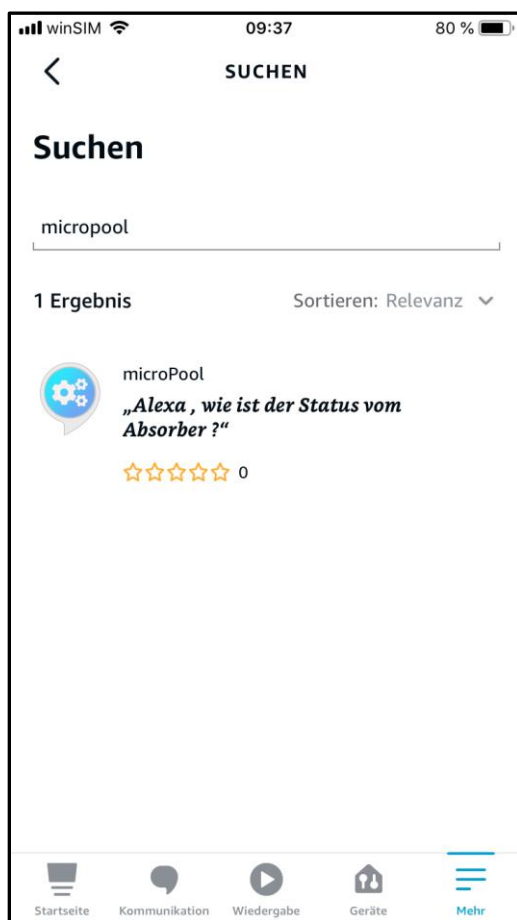 winSIM 09:37 80 %
SUCHEN
Suchen
micropool
1 Ergebnis Sortieren: Relevanz
microPool
„Alexa , wie ist der Status vom
Absorber ?“
0
Startseite Kommunikation Wiedergabe Geräte Mehr